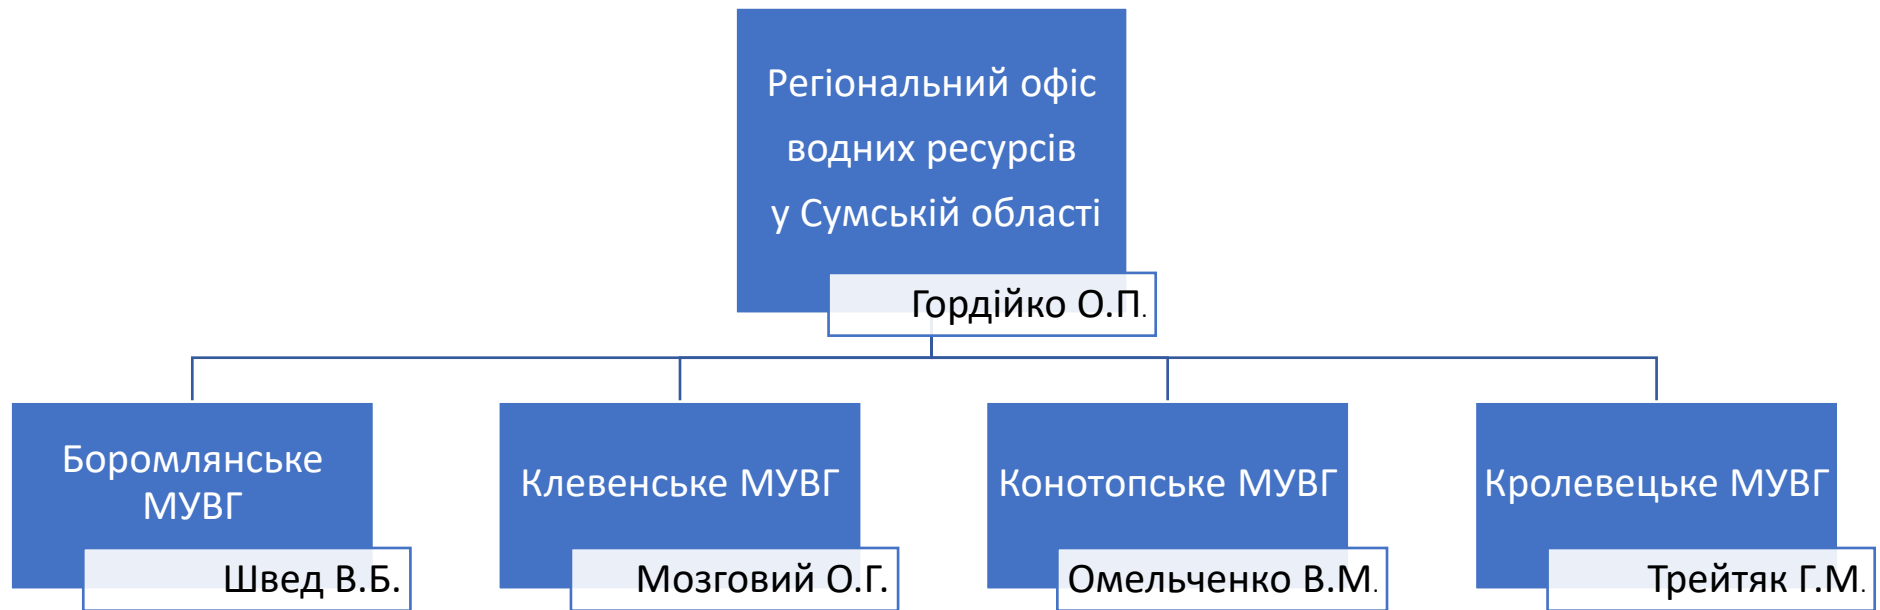 Регіональний офіс
водних ресурсів
у Сумській області
Гордійко О.П.
Боромлянське
МУВГ
Швед В.Б.
Клевенське МУВГ
Мозговий О.Г.
Конотопське МУВГ
Омельченко В.М.
Кролевецьке МУВГ
Трейтяк Г.М.